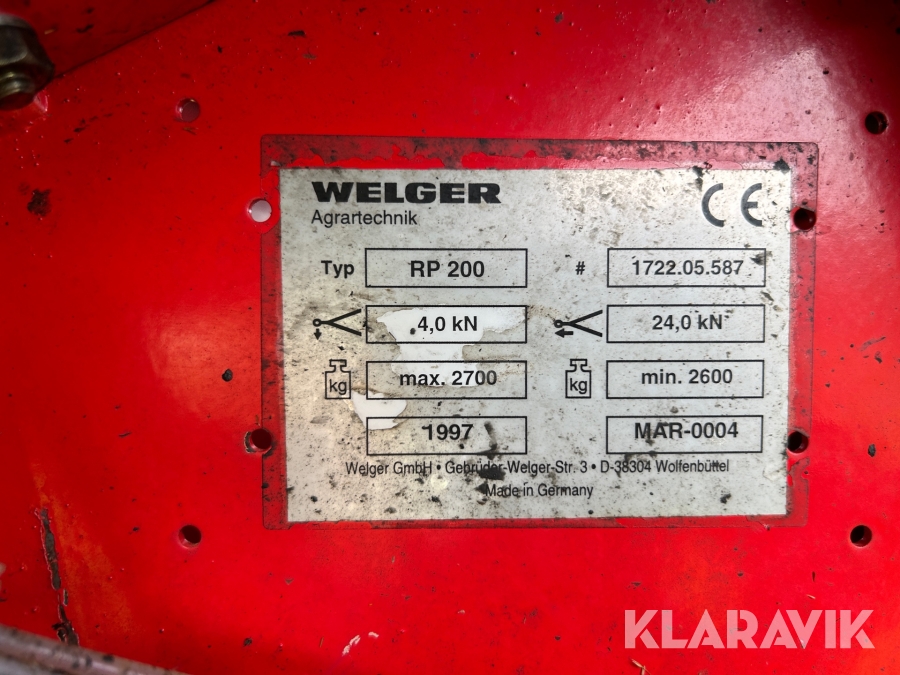 WELGER
Agrartechnik
CE
Typ RP 200 # 1722.05.587
4,0 kN 24,0 kN
kg max. 2700 kg min. 2600
1997 MAR-0004
Welger GmbH • Gebrüder-Welger-Str. 3 • D-38304 Wolfenbüttel
Made in Germany
KLARAVIK